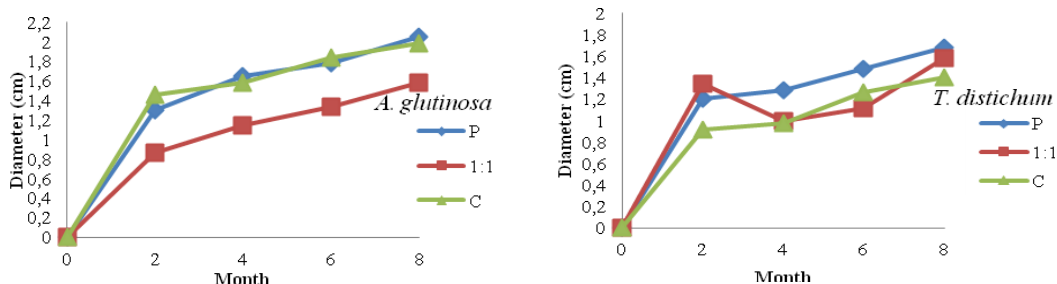 2,2
2
1,8
1,6
1,4
1,2
1
0,8
0,6
0,4
0,2
0
Diameter (cm)
0 2 4 6 8
Month
A. glutinosa
P
1:1
C
2
1,8
1,6
1,4
1,2
1
0,8
0,6
0,4
0,2
0
Diameter (cm)
0 2 4 6 8
Month
T. distichum
P
1:1
C